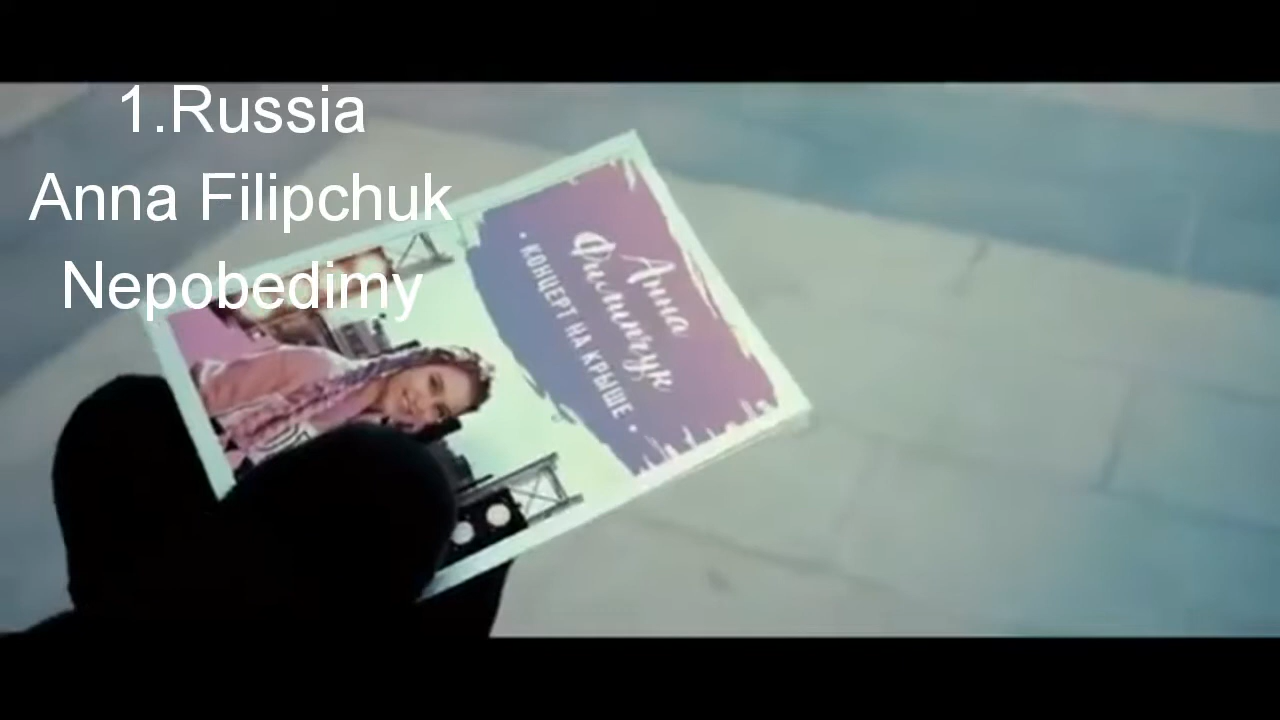 1.Russia
Anna Filipchuk
Nepobedimy
Анна
Филипчук
• КОНЦЕРТ НА КРЫШЕ •